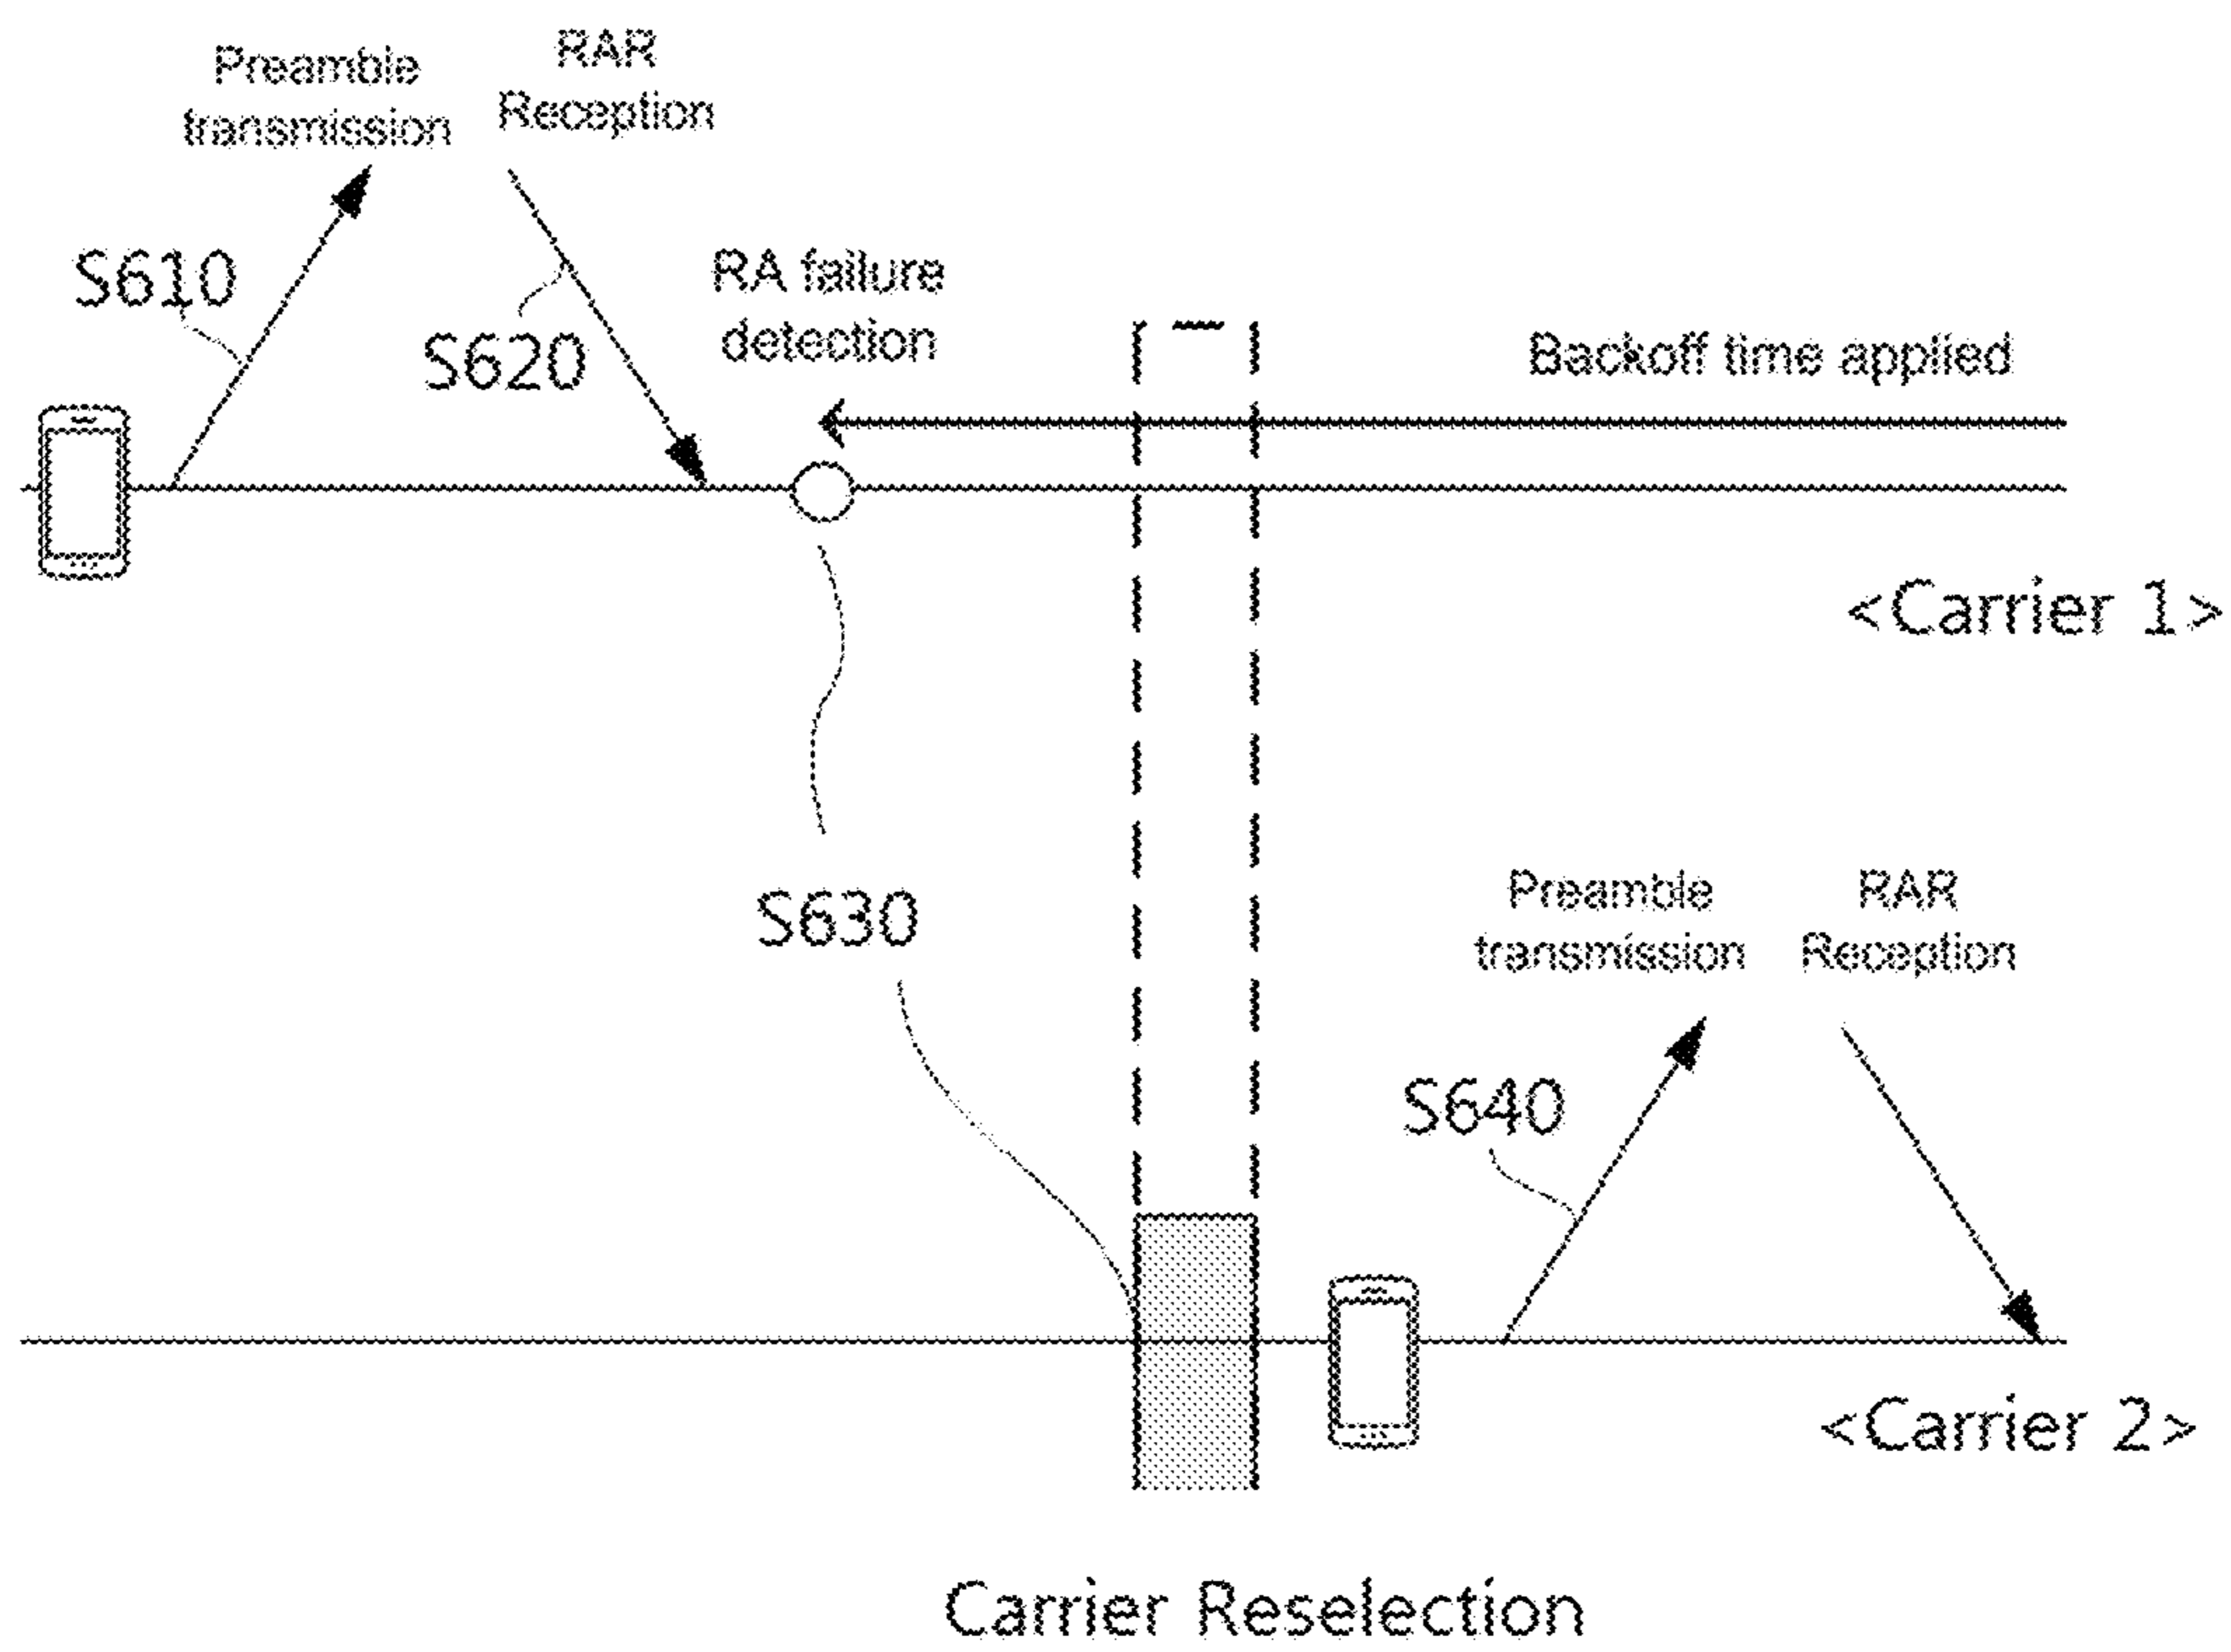 Preamble
transmission
RAR
Reception
S610
S620
RA failure
detection
Backoff time applied
<Carrier 1>
S630
Preamble
transmission
RAR
Reception
S640
<Carrier 2>
Carrier Reselection